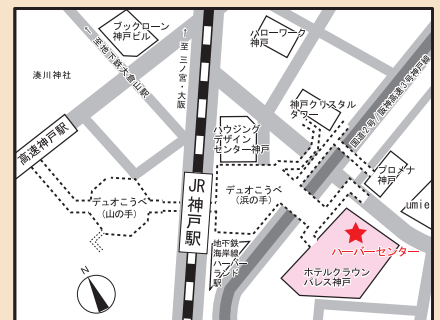 ブックローン
神戸ビル
←至地下鉄大倉山駅
←至三ノ宮・大阪
ハローワーク
神戸
湊川神社
神戸クリスタル
タワー
国道2号/阪神高速3号神戸線
高速神戸駅
ハウジング
デザイン
センター神戸
プロメナ
神戸
デュオこうべ
(山の手)
JR
神戸駅
デュオこうべ
(浜の手)
umie
地下鉄
海岸線
ハーバー
ランド
駅
ハーバーセンター
ホテルクラウン
パレス神戸
N